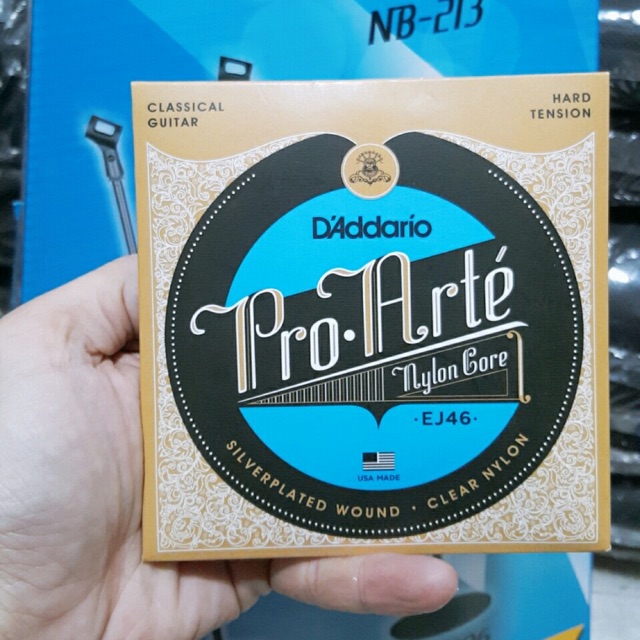 NB-213
CLASSICAL
GUITAR
HARD
TENSION
D'Addario
Pro·Arté
Nylon Core
·EJ46·
USA MADE
SILVERPLATED WOUND · CLEAR NYLON